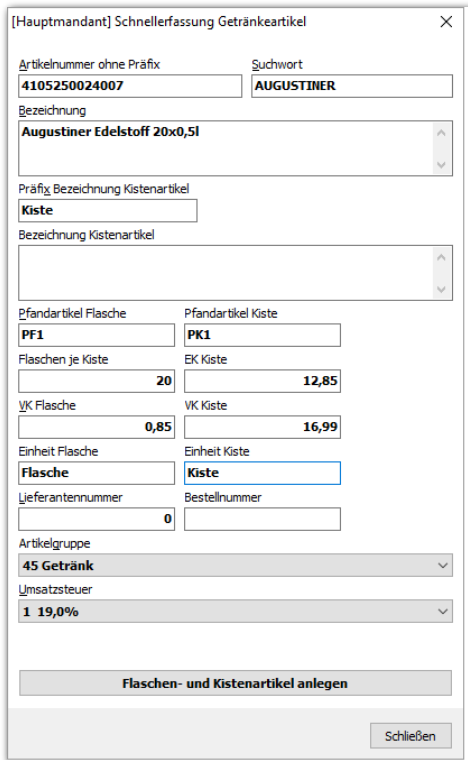 [Hauptmandant] Schnellerfassung Getränkeartikel
Artikelnummer ohne Präfix Suchwort
4105250024007 AUGUSTINER
Bezeichnung
Augustiner Edelstoff 20x0,5l
Präfix Bezeichnung Kistenartikel
Kiste
Bezeichnung Kistenartikel
Pfandartikel Flasche Pfandartikel Kiste
PF1 PK1
Flaschen je Kiste EK Kiste
20 12,85
VK Flasche VK Kiste
0,85 16,99
Einheit Flasche Einheit Kiste
Flasche Kiste
Lieferantennummer Bestellnummer
0
Artikelgruppe
45 Getränk
Umsatzsteuer
1 19,0%
Flaschen- und Kistenartikel anlegen
Schließen